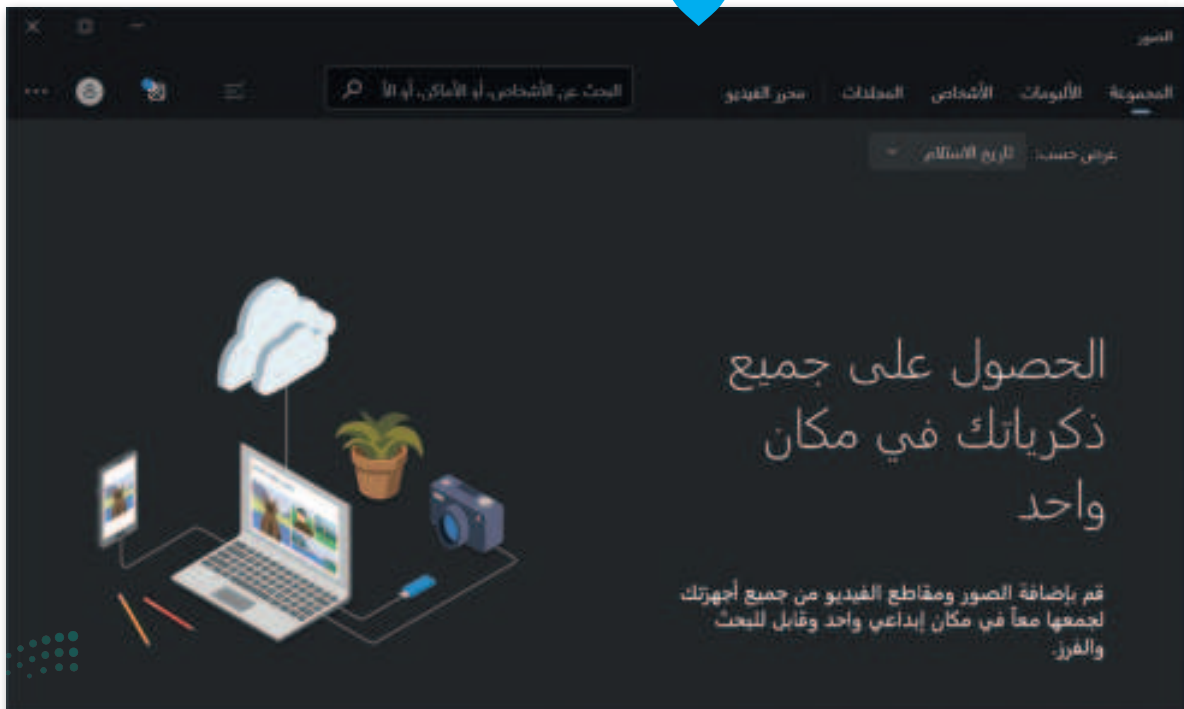 الصور
المجموعة الألبومات الأشخاص المجلدات محرر الفيديو
البحث عن الأشخاص، أو الأماكن، أو الأ
عرض حسب: تاريخ الاستلام
الحصول على جميع
ذكرياتك في مكان
واحد
قم بإضافة الصور ومقاطع الفيديو من جميع أجهزتك
لجمعها معاً في مكان إبداعي واحد وقابل للبحث
والفرز.